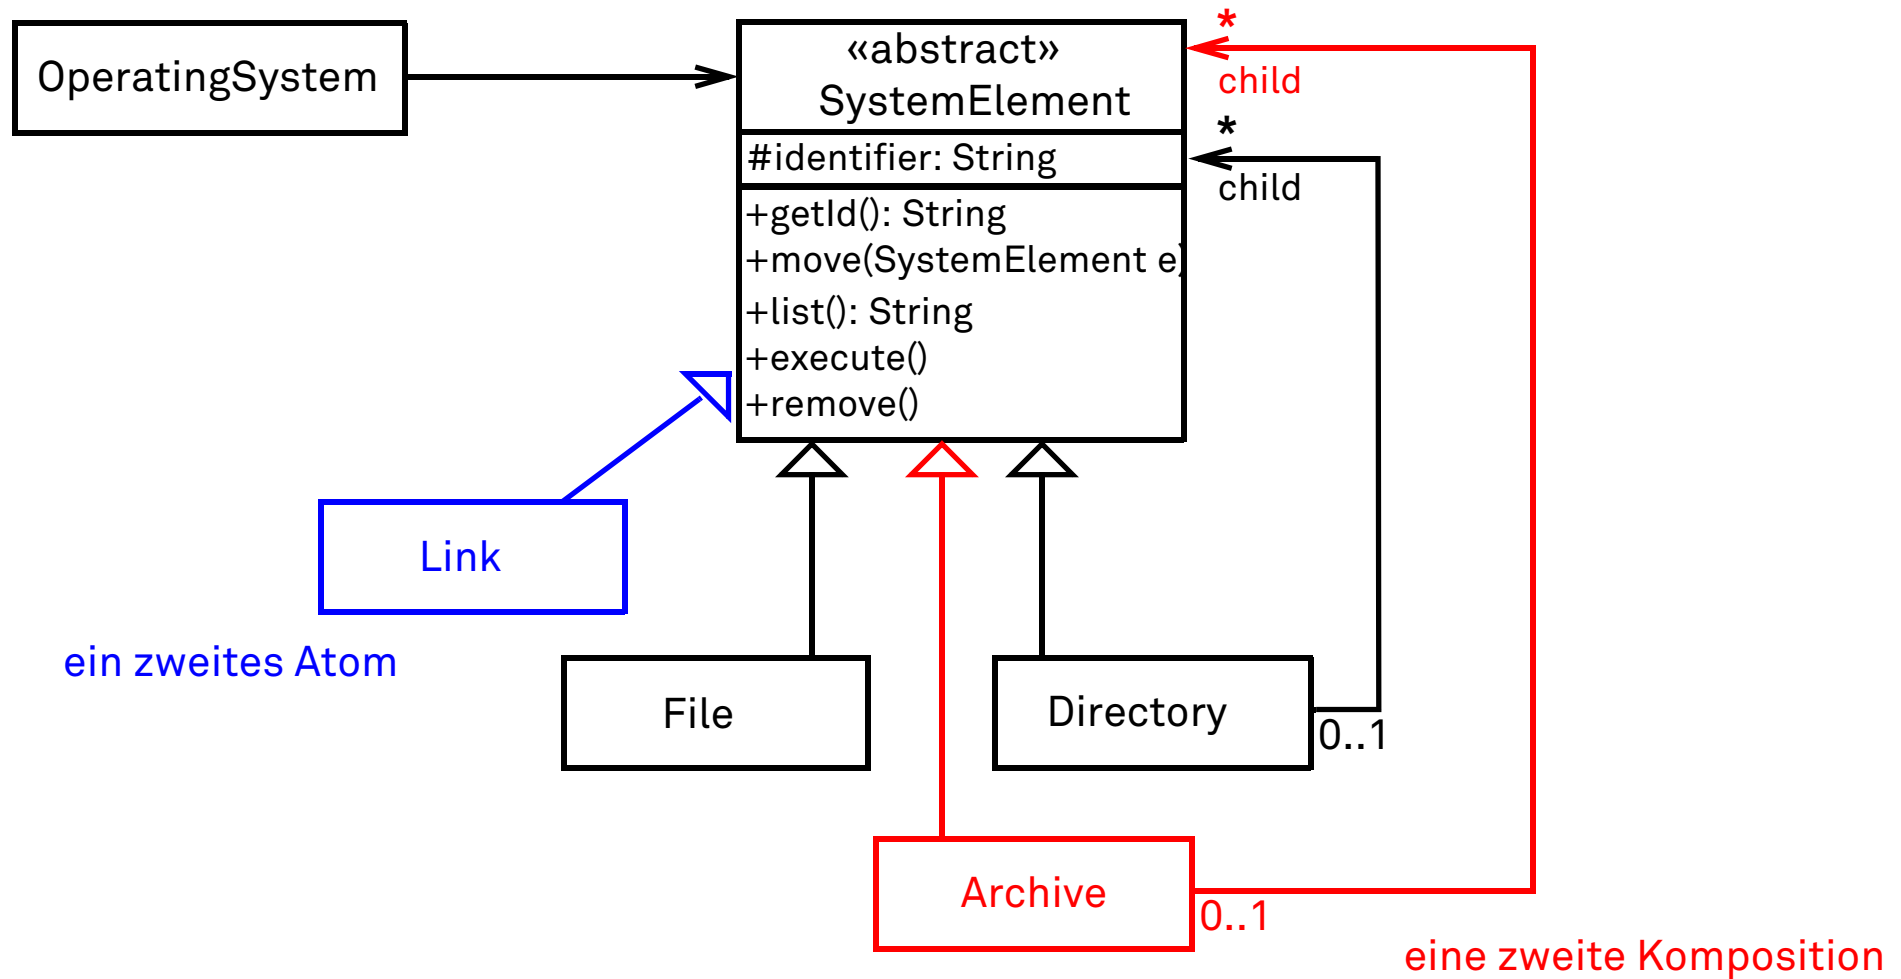 OperatingSystem
«abstract»
SystemElement
#identifier: String
+getId(): String
+move(SystemElement e)
+list(): String
+execute()
+remove()
*
child
*
child
Link
ein zweites Atom
File
Directory
0..1
Archive
0..1
eine zweite Komposition